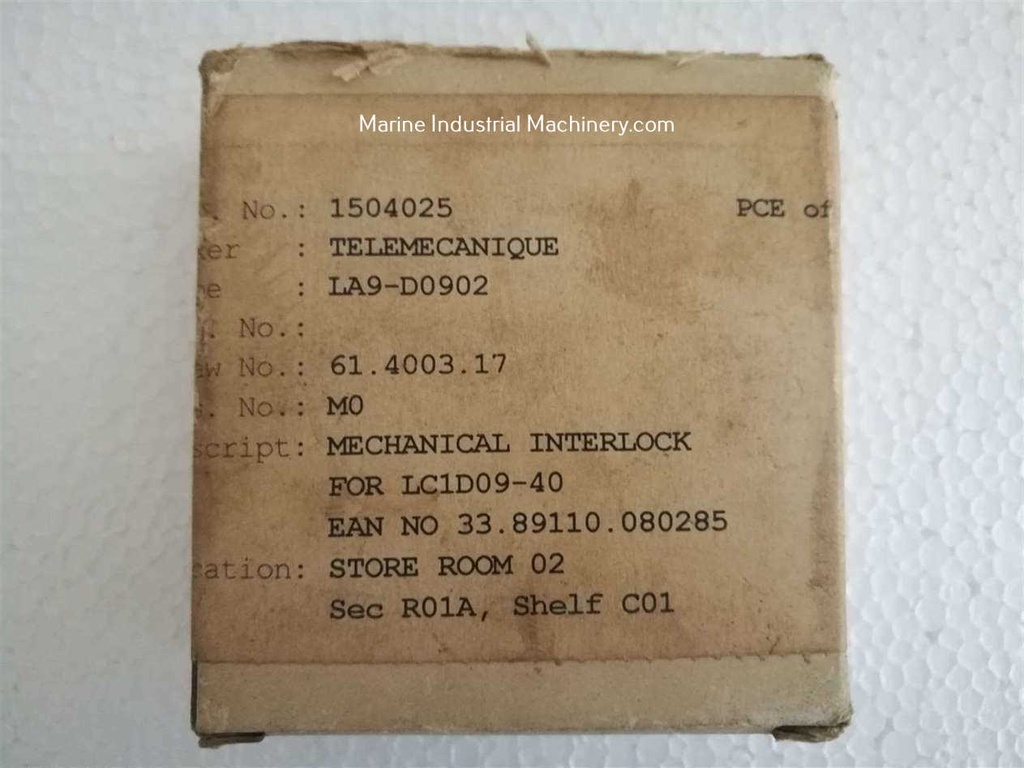 Marine Industrial Machinery.com
No.: 1504025 PCE of
ker : TELEMECANIQUE
e : LA9-D0902
. No.:
aw No.: 61.4003.17
. No.: M0
script: MECHANICAL INTERLOCK
FOR LC1D09-40
EAN NO 33.89110.080285
cation: STORE ROOM 02
Sec R01A, Shelf C01